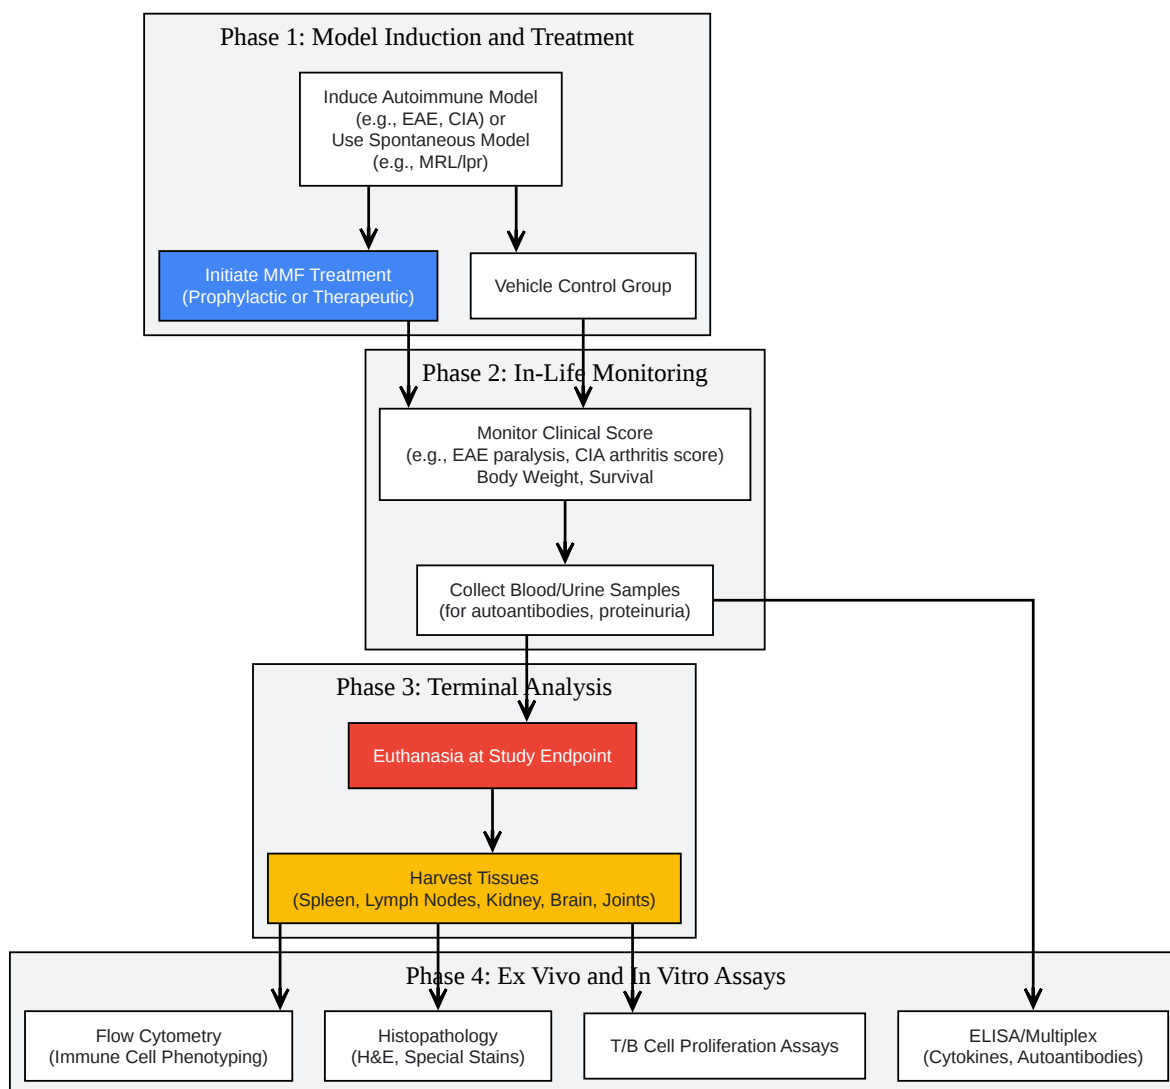 Phase 1: Model Induction and Treatment
Induce Autoimmune Model
(e.g., EAE, CIA) or
Use Spontaneous Model
(e.g., MRL/lpr)
Initiate MMF Treatment
(Prophylactic or Therapeutic)
Vehicle Control Group
Phase 2: In-Life Monitoring
Monitor Clinical Score
(e.g., EAE paralysis, CIA arthritis score)
Body Weight, Survival
Collect Blood/Urine Samples
(for autoantibodies, proteinuria)
Phase 3: Terminal Analysis
Euthanasia at Study Endpoint
Harvest Tissues
(Spleen, Lymph Nodes, Kidney, Brain, Joints)
Phase 4: Ex Vivo and In Vitro Assays
Flow Cytometry
(Immune Cell Phenotyping)
Histopathology
(H&E, Special Stains)
T/B Cell Proliferation Assays
ELISA/Multiplex
(Cytokines, Autoantibodies)